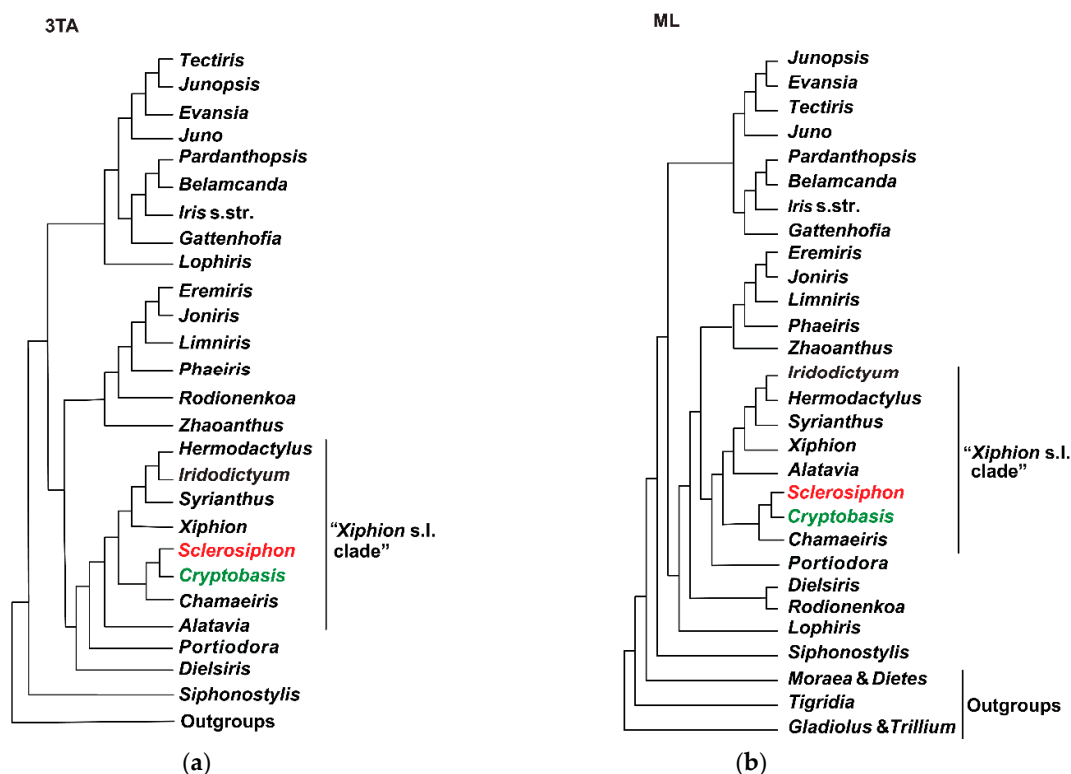 3TA
Tectiris
Junopsis
Evansia
Juno
Pardanthopsis
Belamcanda
Iris s.str.
Gattenhofia
Lophiris
Eremiris
Joniris
Limniris
Phaeiris
Rodionenkoa
Zhaoanthus
Hermodactylus
Iridodictyum
Syrianthus
Xiphion
Sclerosiphon
Cryptobasis
Chamaeiris
Alatavia
Portiodora
Dielsiris
Siphonostylis
Outgroups
“Xiphion s.l.
clade”
(a)
ML
Junopsis
Evansia
Tectiris
Juno
Pardanthopsis
Belamcanda
Iris s.str.
Gattenhofia
Eremiris
Joniris
Limniris
Phaeiris
Zhaoanthus
Iridodictyum
Hermodactylus
Syrianthus
Xiphion
Alatavia
Sclerosiphon
Cryptobasis
Chamaeiris
Portiodora
Dielsiris
Rodionenkoa
Lophiris
Siphonostylis
Moraea & Dietes
Tigridia
Gladiolus &Trillium
“Xiphion s.l.
clade”
Outgroups
(b)